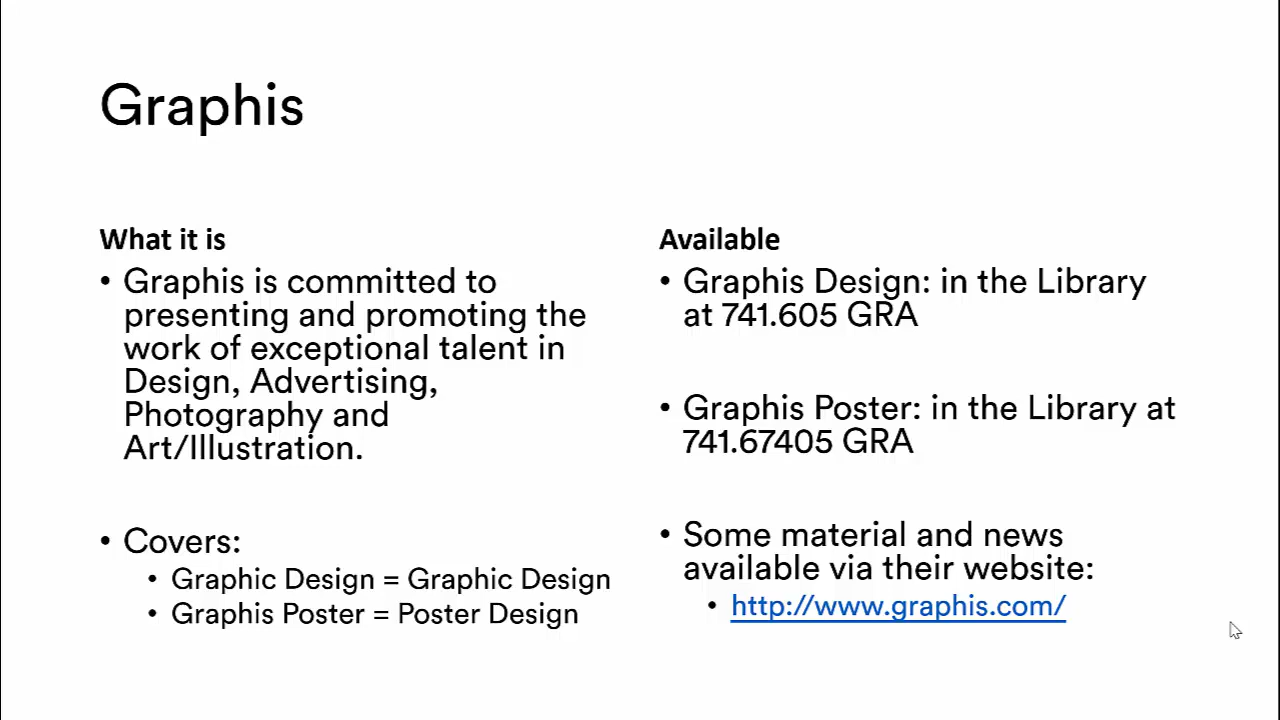 Graphis
What it is
• Graphis is committed to
presenting and promoting the
work of exceptional talent in
Design, Advertising,
Photography and
Art/Illustration.
• Covers:
• Graphic Design = Graphic Design
• Graphis Poster = Poster Design
Available
• Graphis Design: in the Library
at 741.605 GRA
• Graphis Poster: in the Library at
741.67405 GRA
• Some material and news
available via their website:
• http://www.graphis.com/